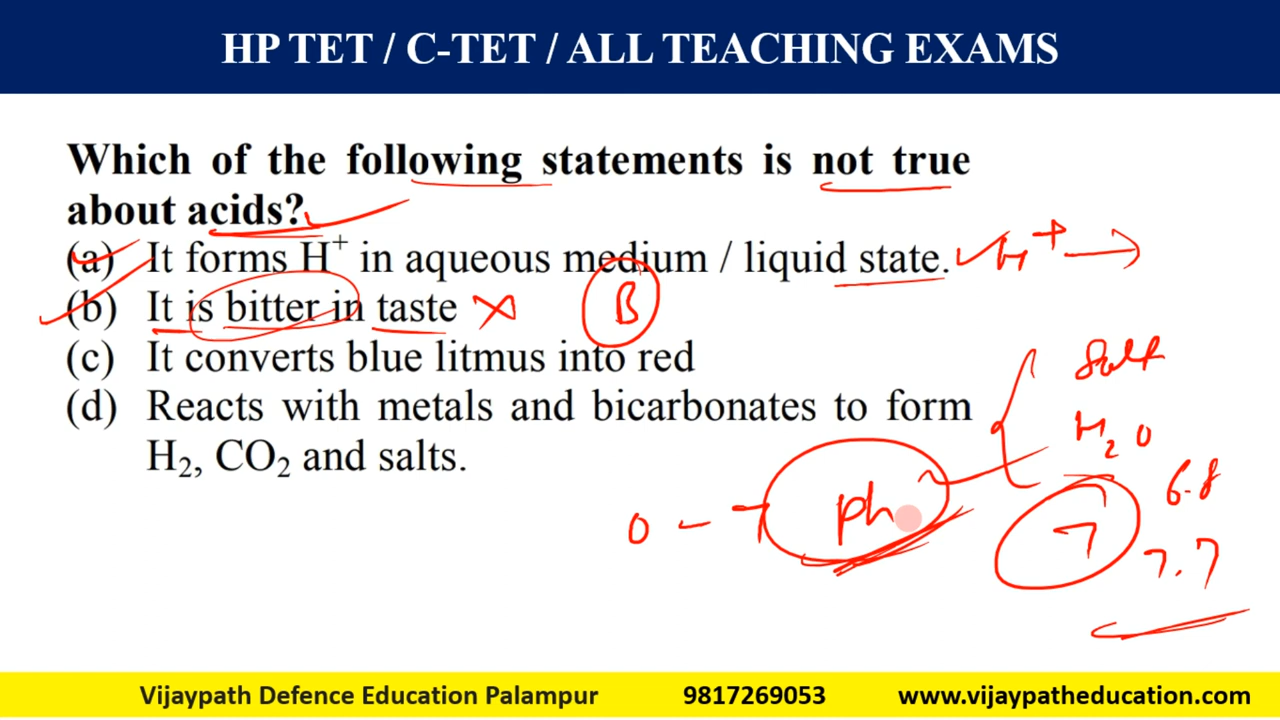 HP TET / C-TET / ALL TEACHING EXAMS
Which of the following statements is not true
about acids?
(a) It forms H⁺ in aqueous medium / liquid state. H⁺ →
(b) It is bitter in taste × B
(c) It converts blue litmus into red
Salt
(d) Reacts with metals and bicarbonates to form
H₂O
H₂, CO₂ and salts.
6.8
0 - 7 ph 7
7.7
Vijaypath Defence Education Palampur 9817269053 www.vijaypatheducation.com